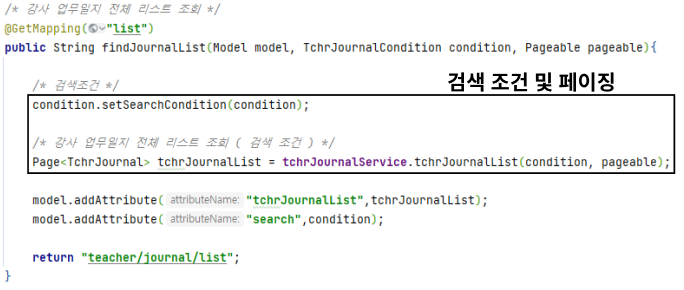 /* 강사 업무일지 전체 리스트 조회 */
@GetMapping("list")
public String findJournalList(Model model, TchrJournalCondition condition, Pageable pageable){
/* 검색조건 */
검색 조건 및 페이징
condition.setSearchCondition(condition);
/* 강사 업무일지 전체 리스트 조회 ( 검색 조건 ) */
Page<TchrJournal> tchrJournalList = tchrJournalService.tchrJournalList(condition, pageable);
model.addAttribute( attributeName: "tchrJournalList",tchrJournalList);
model.addAttribute( attributeName: "search",condition);
return "teacher/journal/list";
}